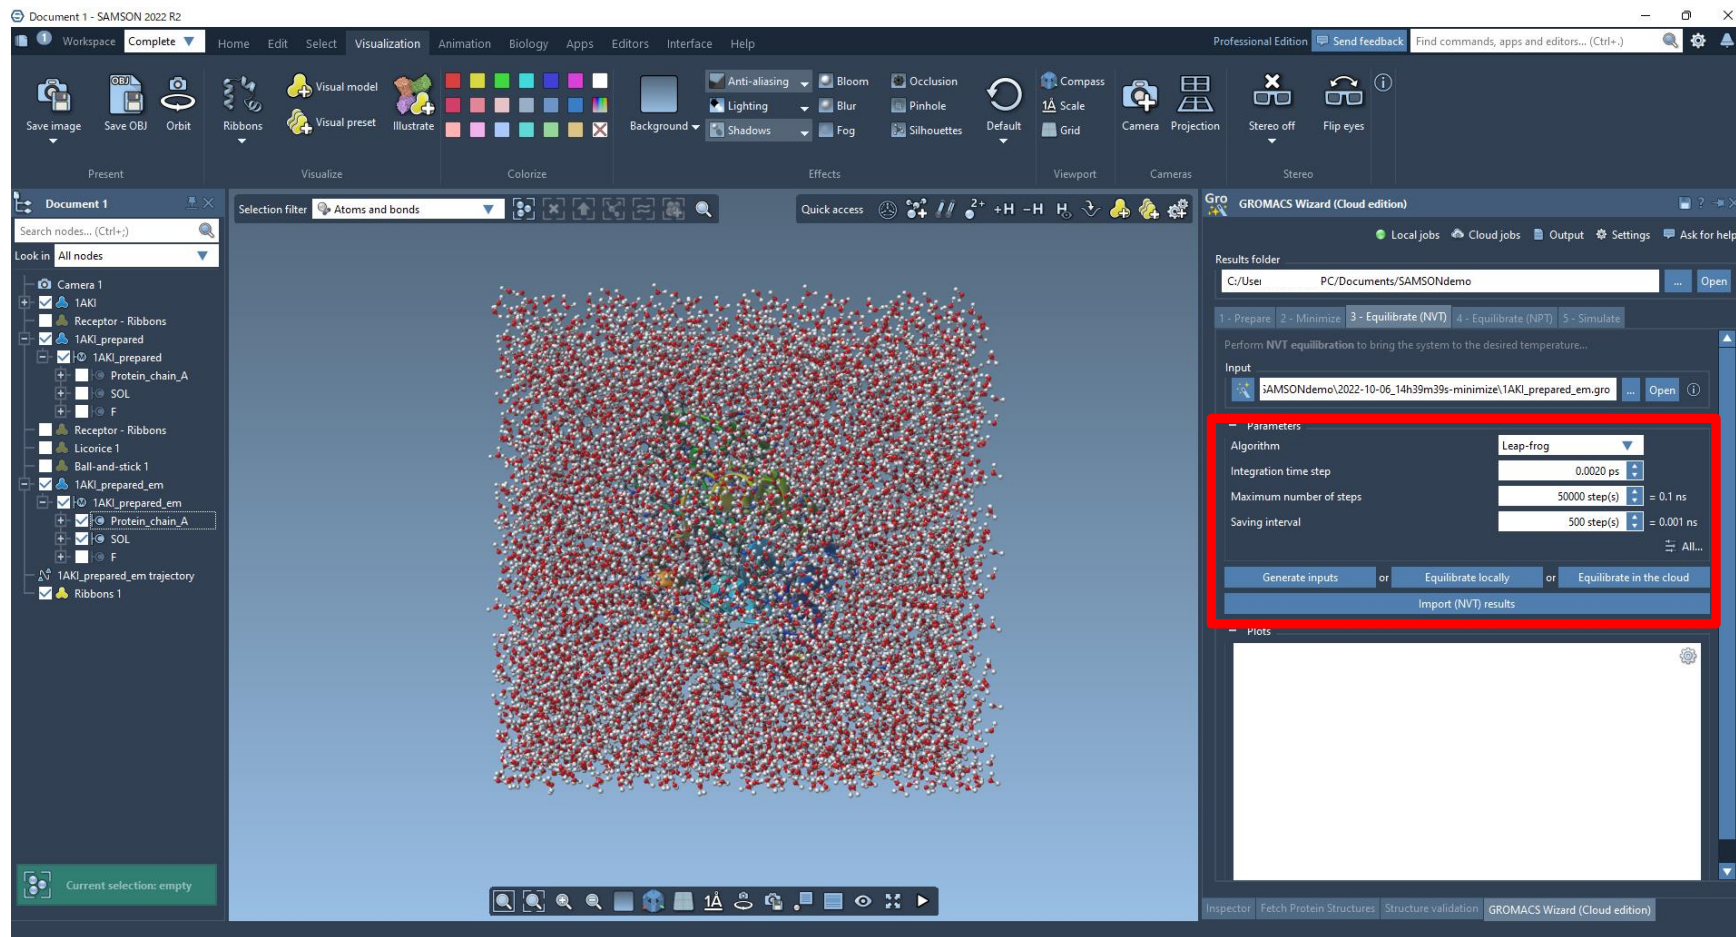 Document 1 - SAMSON 2022 R2
1 Workspace Complete Home Edit Select Visualization Animation Biology Apps Editors Interface Help Professional Edition Send feedback Find commands, apps and editors... (Ctrl+.)
Save image Save OBJ Orbit
Present
Ribbons Visual model Visual preset Illustrate
Visualize
Colorize
Background Anti-aliasing Bloom Occlusion
Lighting Blur Pinhole
Shadows Fog Silhouettes Default
Effects
Compass
1Å Scale
Grid
Viewport
Camera Projection
Cameras
Stereo off Flip eyes
Stereo
Document 1
Search nodes... (Ctrl+;)
Look in All nodes
Camera 1
1AKI
Receptor - Ribbons
1AKI_prepared
1AKI_prepared
Protein_chain_A
SOL
F
Receptor - Ribbons
Licorice 1
Ball-and-stick 1
1AKI_prepared_em
1AKI_prepared_em
Protein_chain_A
SOL
F
1AKI_prepared_em trajectory
Ribbons 1
Current selection: empty
Selection filter Atoms and bonds
Quick access 2+ +H -H H
1Å
Gro GROMACS Wizard (Cloud edition)
Local jobs Cloud jobs Output Settings Ask for help
Results folder
C:/User PC/Documents/SAMSONdemo ... Open
1 - Prepare 2 - Minimize 3 - Equilibrate (NVT) 4 - Equilibrate (NPT) 5 - Simulate
Perform NVT equilibration to bring the system to the desired temperature...
Input
SAMSONdemo\2022-10-06_14h39m39s-minimize\1AKI_prepared_em.gro ... Open
Parameters
Algorithm Leap-frog
Integration time step 0.0020 ps
Maximum number of steps 50000 step(s) = 0.1 ns
Saving interval 500 step(s) = 0.001 ns
All...
Generate inputs or Equilibrate locally or Equilibrate in the cloud
Import (NVT) results
Plots
Inspector Fetch Protein Structures Structure validation GROMACS Wizard (Cloud edition)